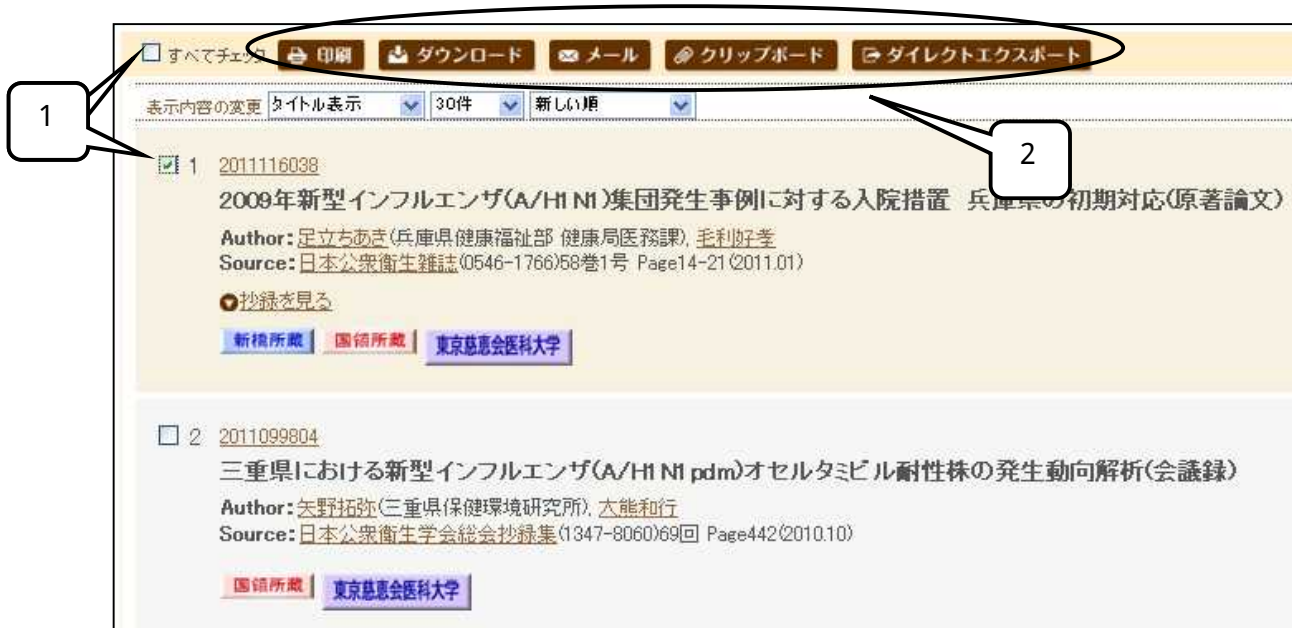 すべてチェック 印刷 ダウンロード メール クリップボード ダイレクトエクスポート
1
表示内容の変更 タイトル表示 30件 新しい順
2
1 2011116038
2009年新型インフルエンザ(A/H1N1)集団発生事例に対する入院措置 兵庫県の初期対応(原著論文)
Author:足立ちあき(兵庫県健康福祉部 健康局医務課), 毛利好孝
Source:日本公衆衛生雑誌(0546-1766)58巻1号 Page14-21(2011.01)
抄録を見る
新橋所蔵 国領所蔵 東京慈恵会医科大学
2 2011099804
三重県における新型インフルエンザ(A/H1N1 pdm)オセルタミビル耐性株の発生動向解析(会議録)
Author:矢野拓弥(三重県保健環境研究所), 大熊和行
Source:日本公衆衛生学会総会抄録集(1347-8060)69回 Page442(2010.10)
国領所蔵 東京慈恵会医科大学